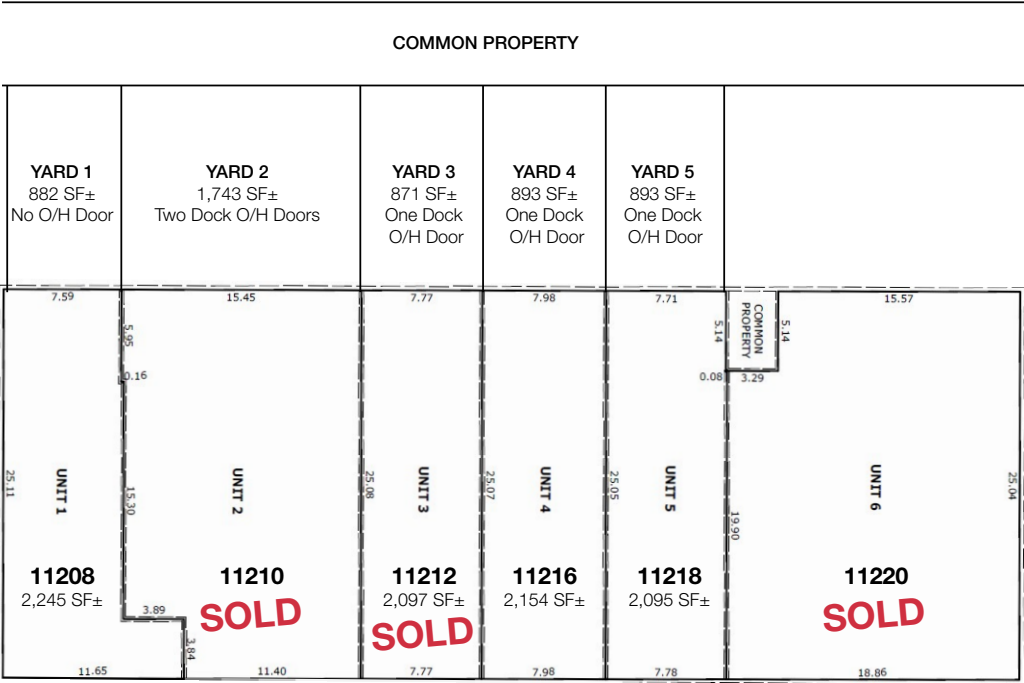 COMMON PROPERTY
YARD 1
882 SF±
No O/H Door
YARD 2
1,743 SF±
Two Dock O/H Doors
YARD 3
871 SF±
One Dock
O/H Door
YARD 4
893 SF±
One Dock
O/H Door
YARD 5
893 SF±
One Dock
O/H Door
7.59
15.45
7.77
7.98
7.71
15.57
5.95
0.16
5.14
COMMON
PROPERTY
5.14
0.08
3.29
25.11
UNIT 1
15.30
UNIT 2
25.08
UNIT 3
25.07
UNIT 4
25.05
UNIT 5
19.90
UNIT 6
25.04
11208
2,245 SF±
11210
SOLD
11212
2,097 SF±
SOLD
11216
2,154 SF±
11218
2,095 SF±
11220
SOLD
3.89
3.84
11.65
11.40
7.77
7.98
7.78
18.86